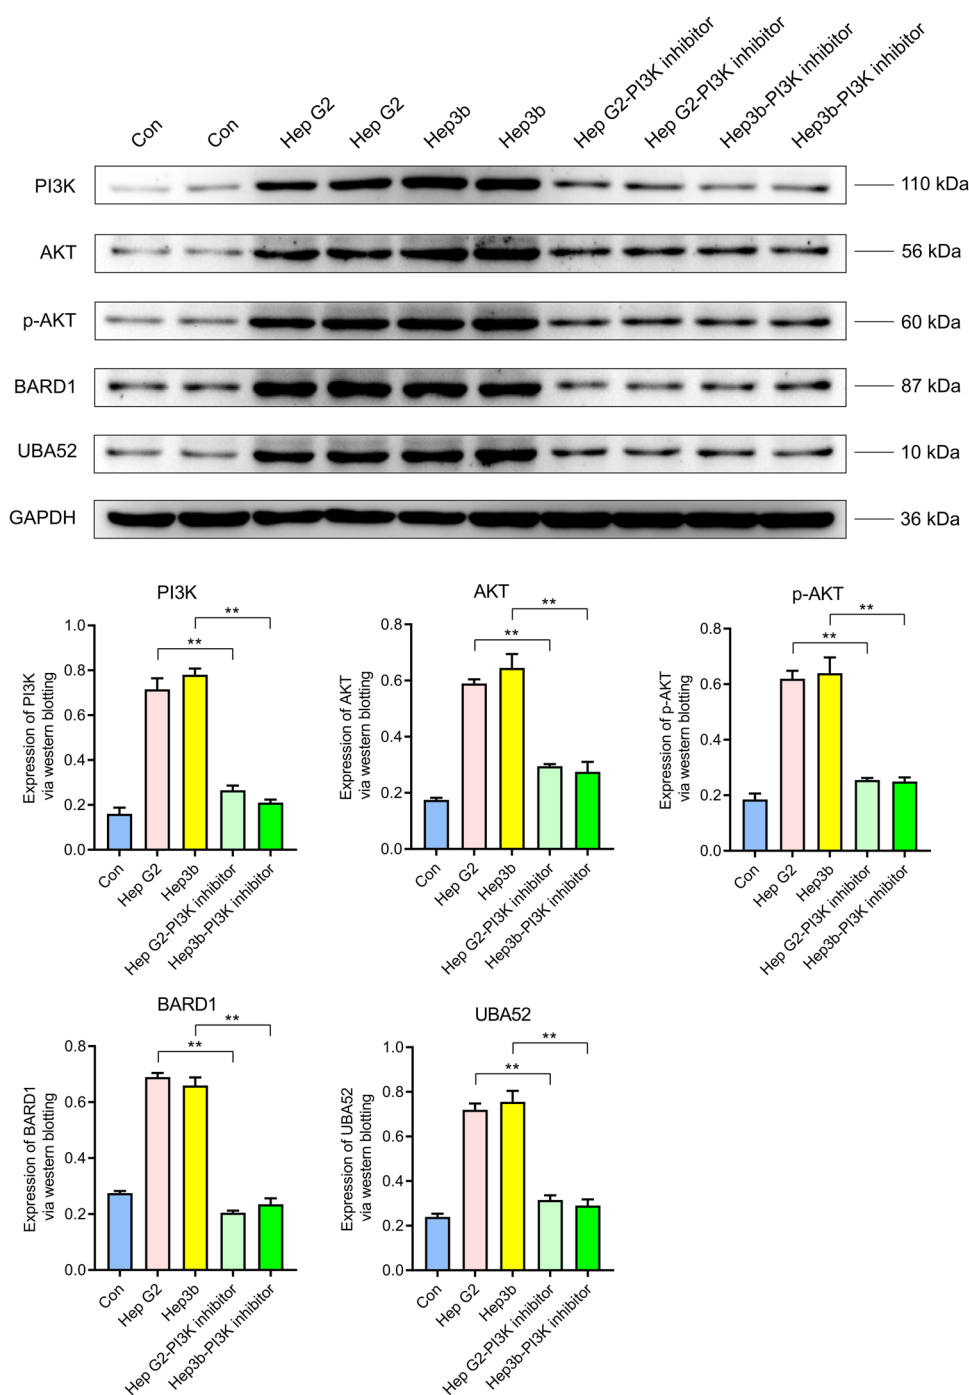 Con
Con
Hep G2
Hep G2
Hep3b
Hep3b
Hep G2-PI3K inhibitor
Hep G2-PI3K inhibitor
Hep3b-PI3K inhibitor
Hep3b-PI3K inhibitor
PI3K
110 kDa
AKT
56 kDa
p-AKT
60 kDa
BARD1
87 kDa
UBA52
10 kDa
GAPDH
36 kDa
PI3K
**
**
Expression of PI3K
via western blotting
1.0
0.8
0.6
0.4
0.2
0.0
Con
Hep G2
Hep3b
Hep G2-PI3K inhibitor
Hep3b-PI3K inhibitor
AKT
**
**
Expression of AKT
via western blotting
0.8
0.6
0.4
0.2
0.0
Con
Hep G2
Hep3b
Hep G2-PI3K inhibitor
Hep3b-PI3K inhibitor
p-AKT
**
**
Expression of p-AKT
via western blotting
0.8
0.6
0.4
0.2
0.0
Con
Hep G2
Hep3b
Hep G2-PI3K inhibitor
Hep3b-PI3K inhibitor
BARD1
**
**
Expression of BARD1
via western blotting
0.8
0.6
0.4
0.2
0.0
Con
Hep G2
Hep3b
Hep G2-PI3K inhibitor
Hep3b-PI3K inhibitor
UBA52
**
**
Expression of UBA52
via western blotting
1.0
0.8
0.6
0.4
0.2
0.0
Con
Hep G2
Hep3b
Hep G2-PI3K inhibitor
Hep3b-PI3K inhibitor